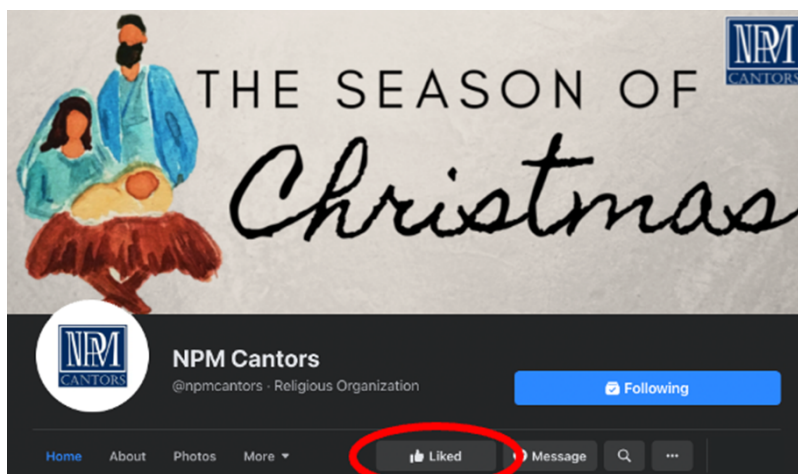 NPM
CANTORS
THE SEASON OF
Christmas
NPM
CANTORS
NPM Cantors
@npmcantors · Religious Organization
Following
Home About Photos More Liked Message ...